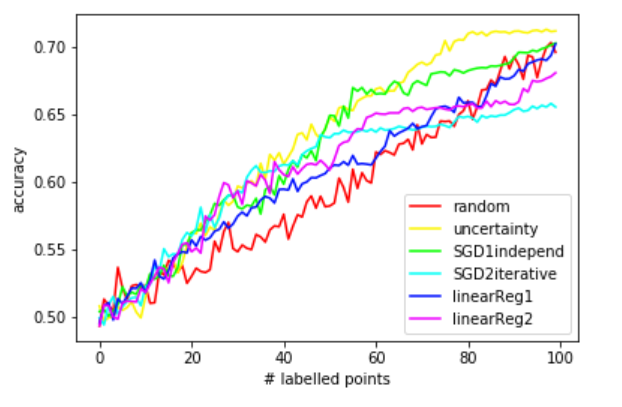 0.70
0.65
0.60
0.55
0.50
accuracy
0 20 40 60 80 100
# labelled points
random
uncertainty
SGD1independ
SGD2iterative
linearReg1
linearReg2